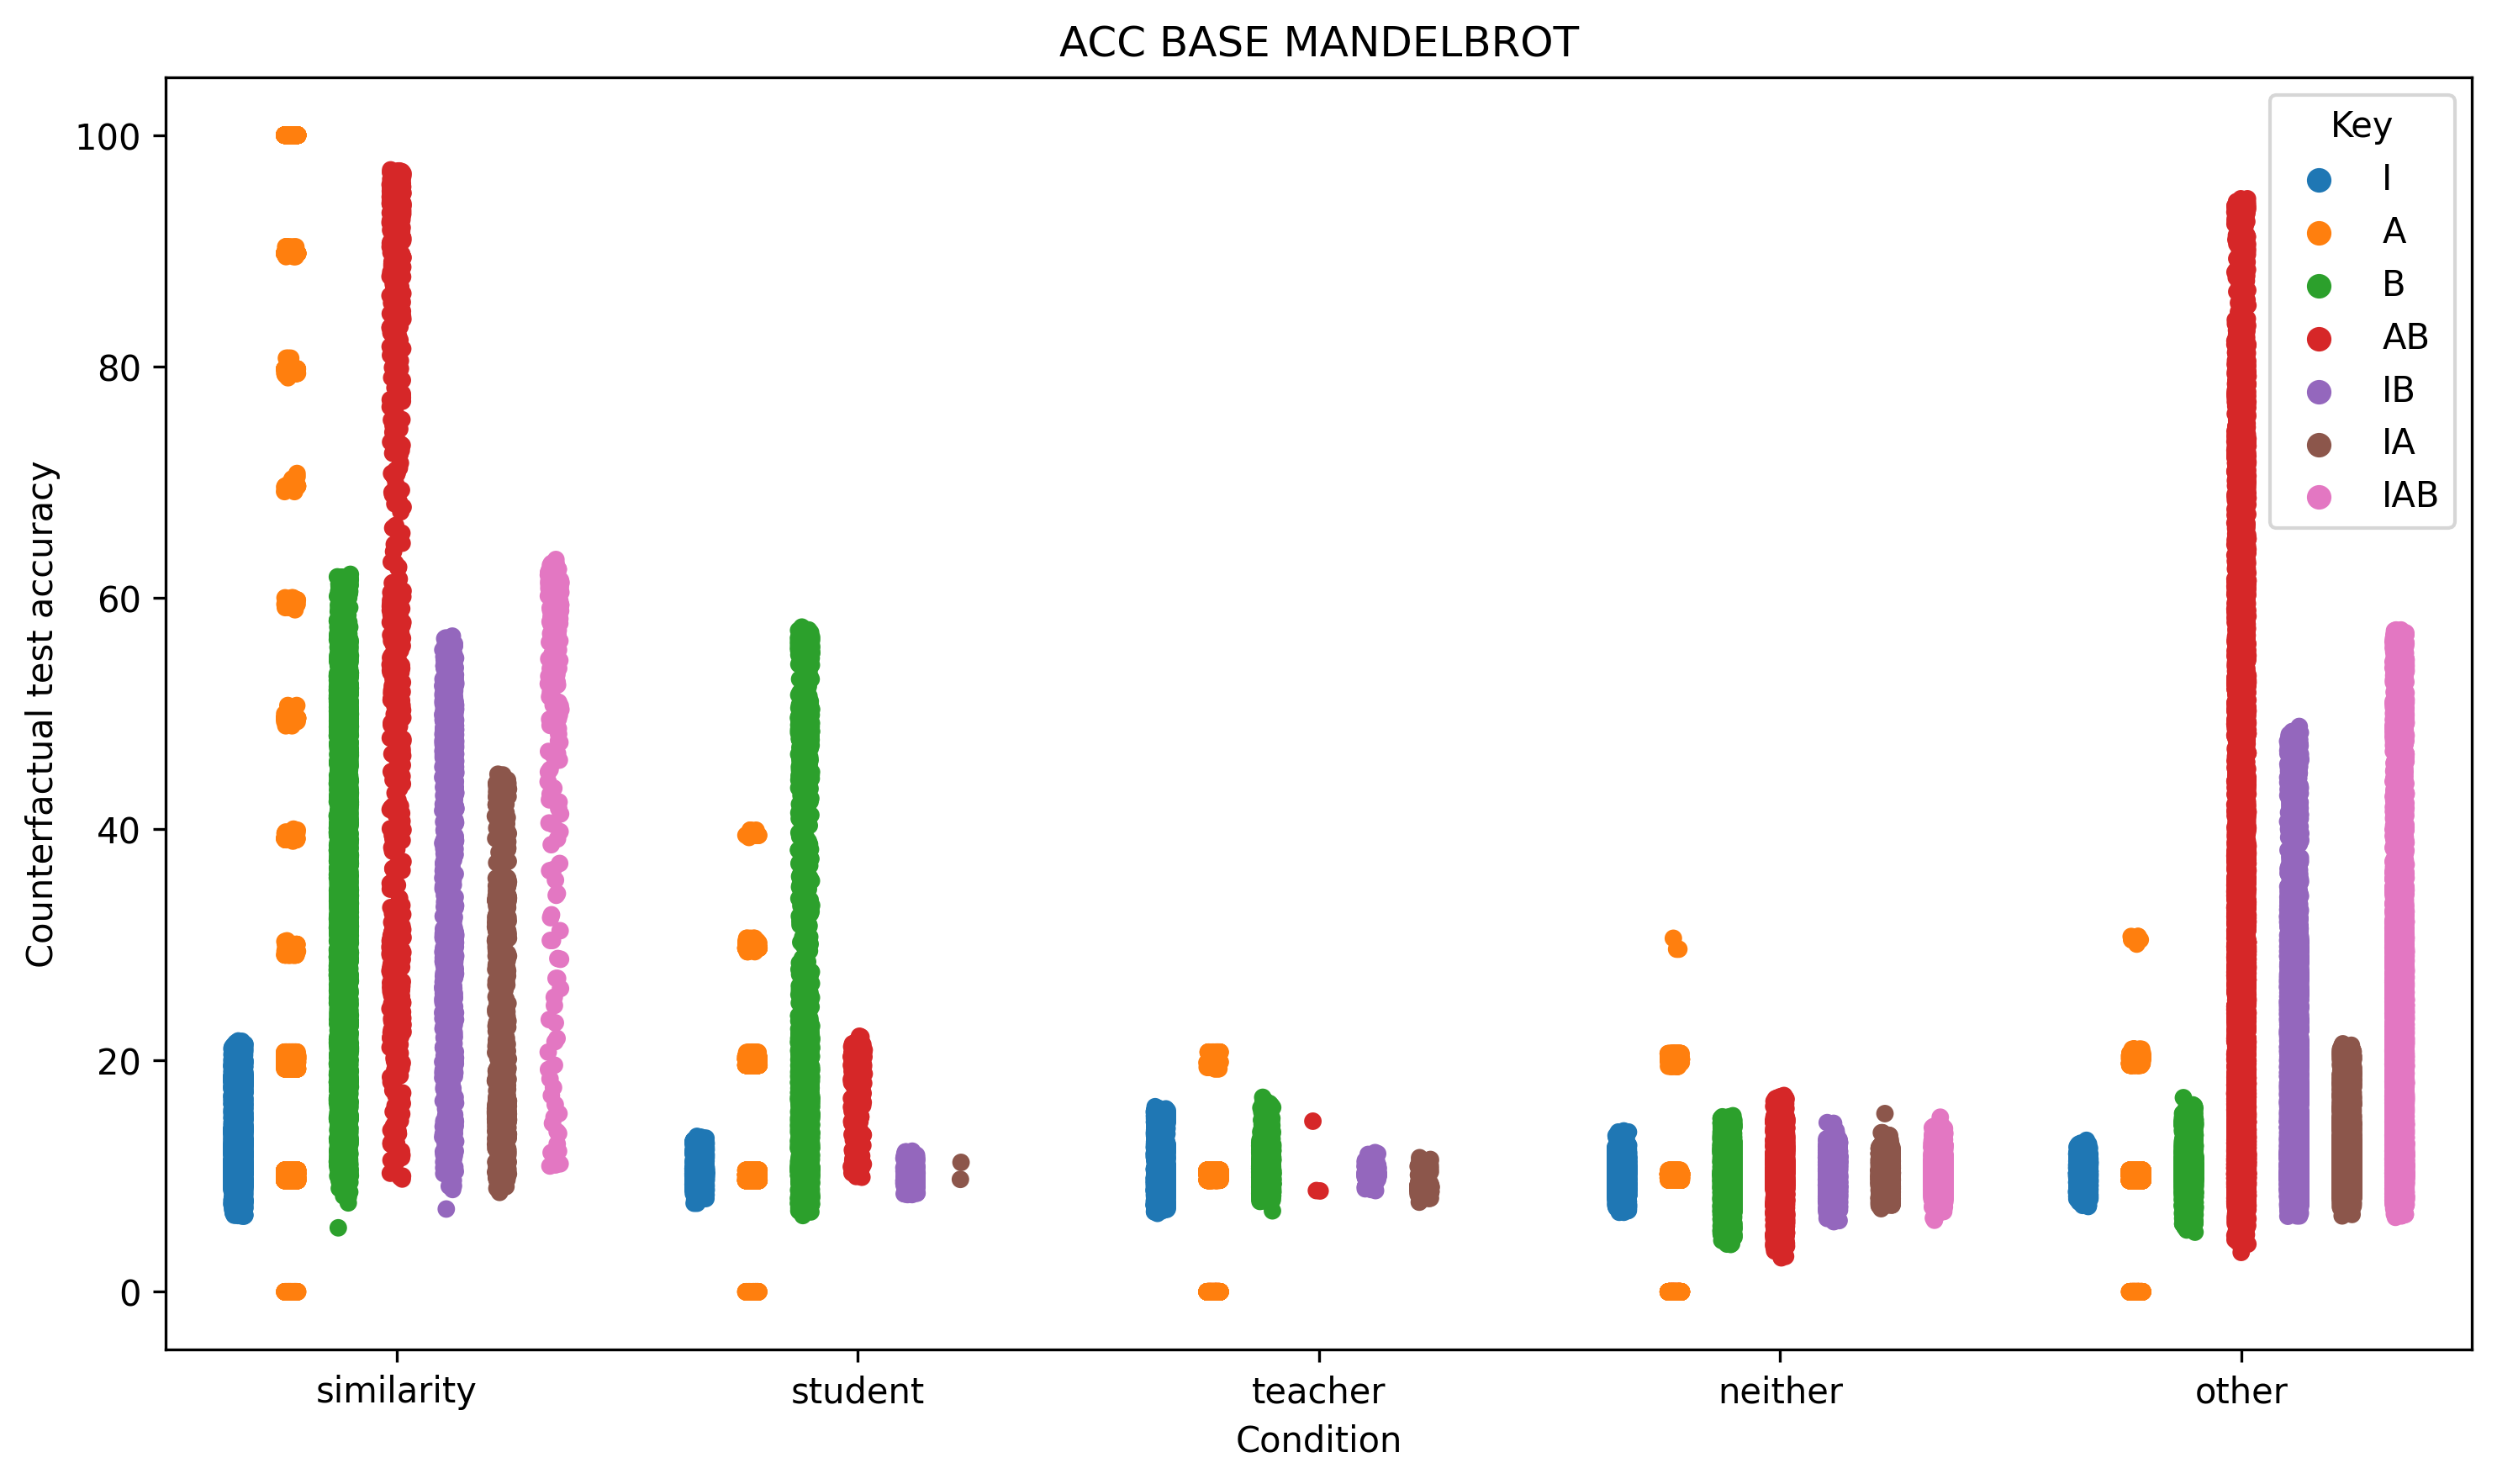 ACC BASE MANDELBROT
Counterfactual test accuracy
100
80
60
40
20
0
similarity
student
teacher
neither
other
Condition
Key
I
A
B
AB
IB
IA
IAB